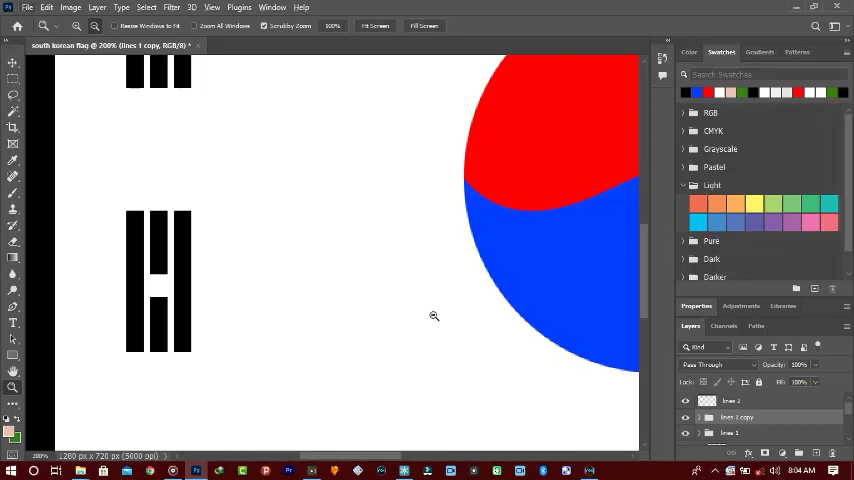 File Edit Image Layer Type Select Filter 3D View Plugins Window Help
Resize Windows to Fit Zoom All Windows Scrubby Zoom 100% Fit Screen Fill Screen
south korean flag @ 200% (lines 1 copy, RGB/8) * ×
Color Swatches Gradients Patterns
Search Swatches
RGB
CMYK
Grayscale
Pastel
Light
Pure
Dark
Darker
Properties Adjustments Libraries
Layers Channels Paths
Kind
Pass Through Opacity: 100%
Lock: Fill: 100%
lines 2
lines 1 copy
lines 1
200% 1280 px x 720 px (5000 ppi)
8:04 AM